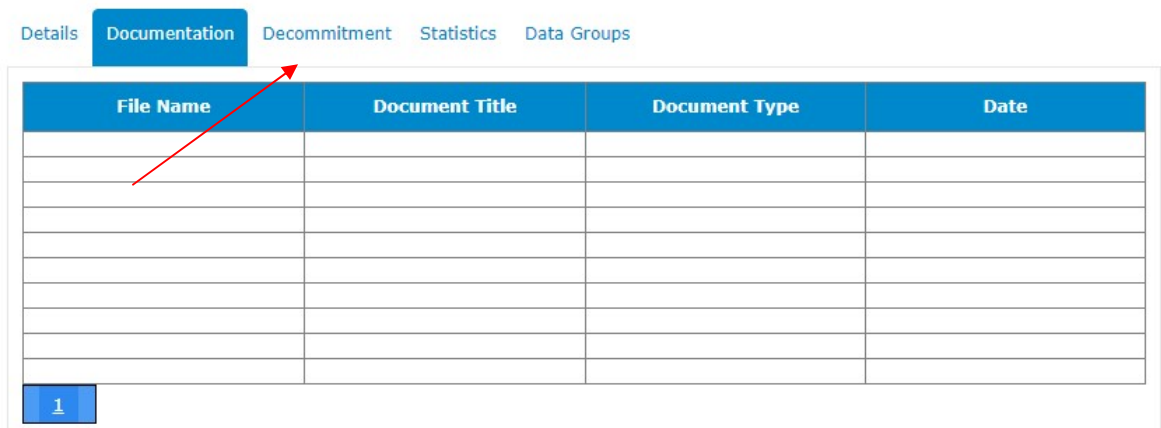 Details Documentation Decommitment Statistics Data Groups
File Name Document Title Document Type Date
1